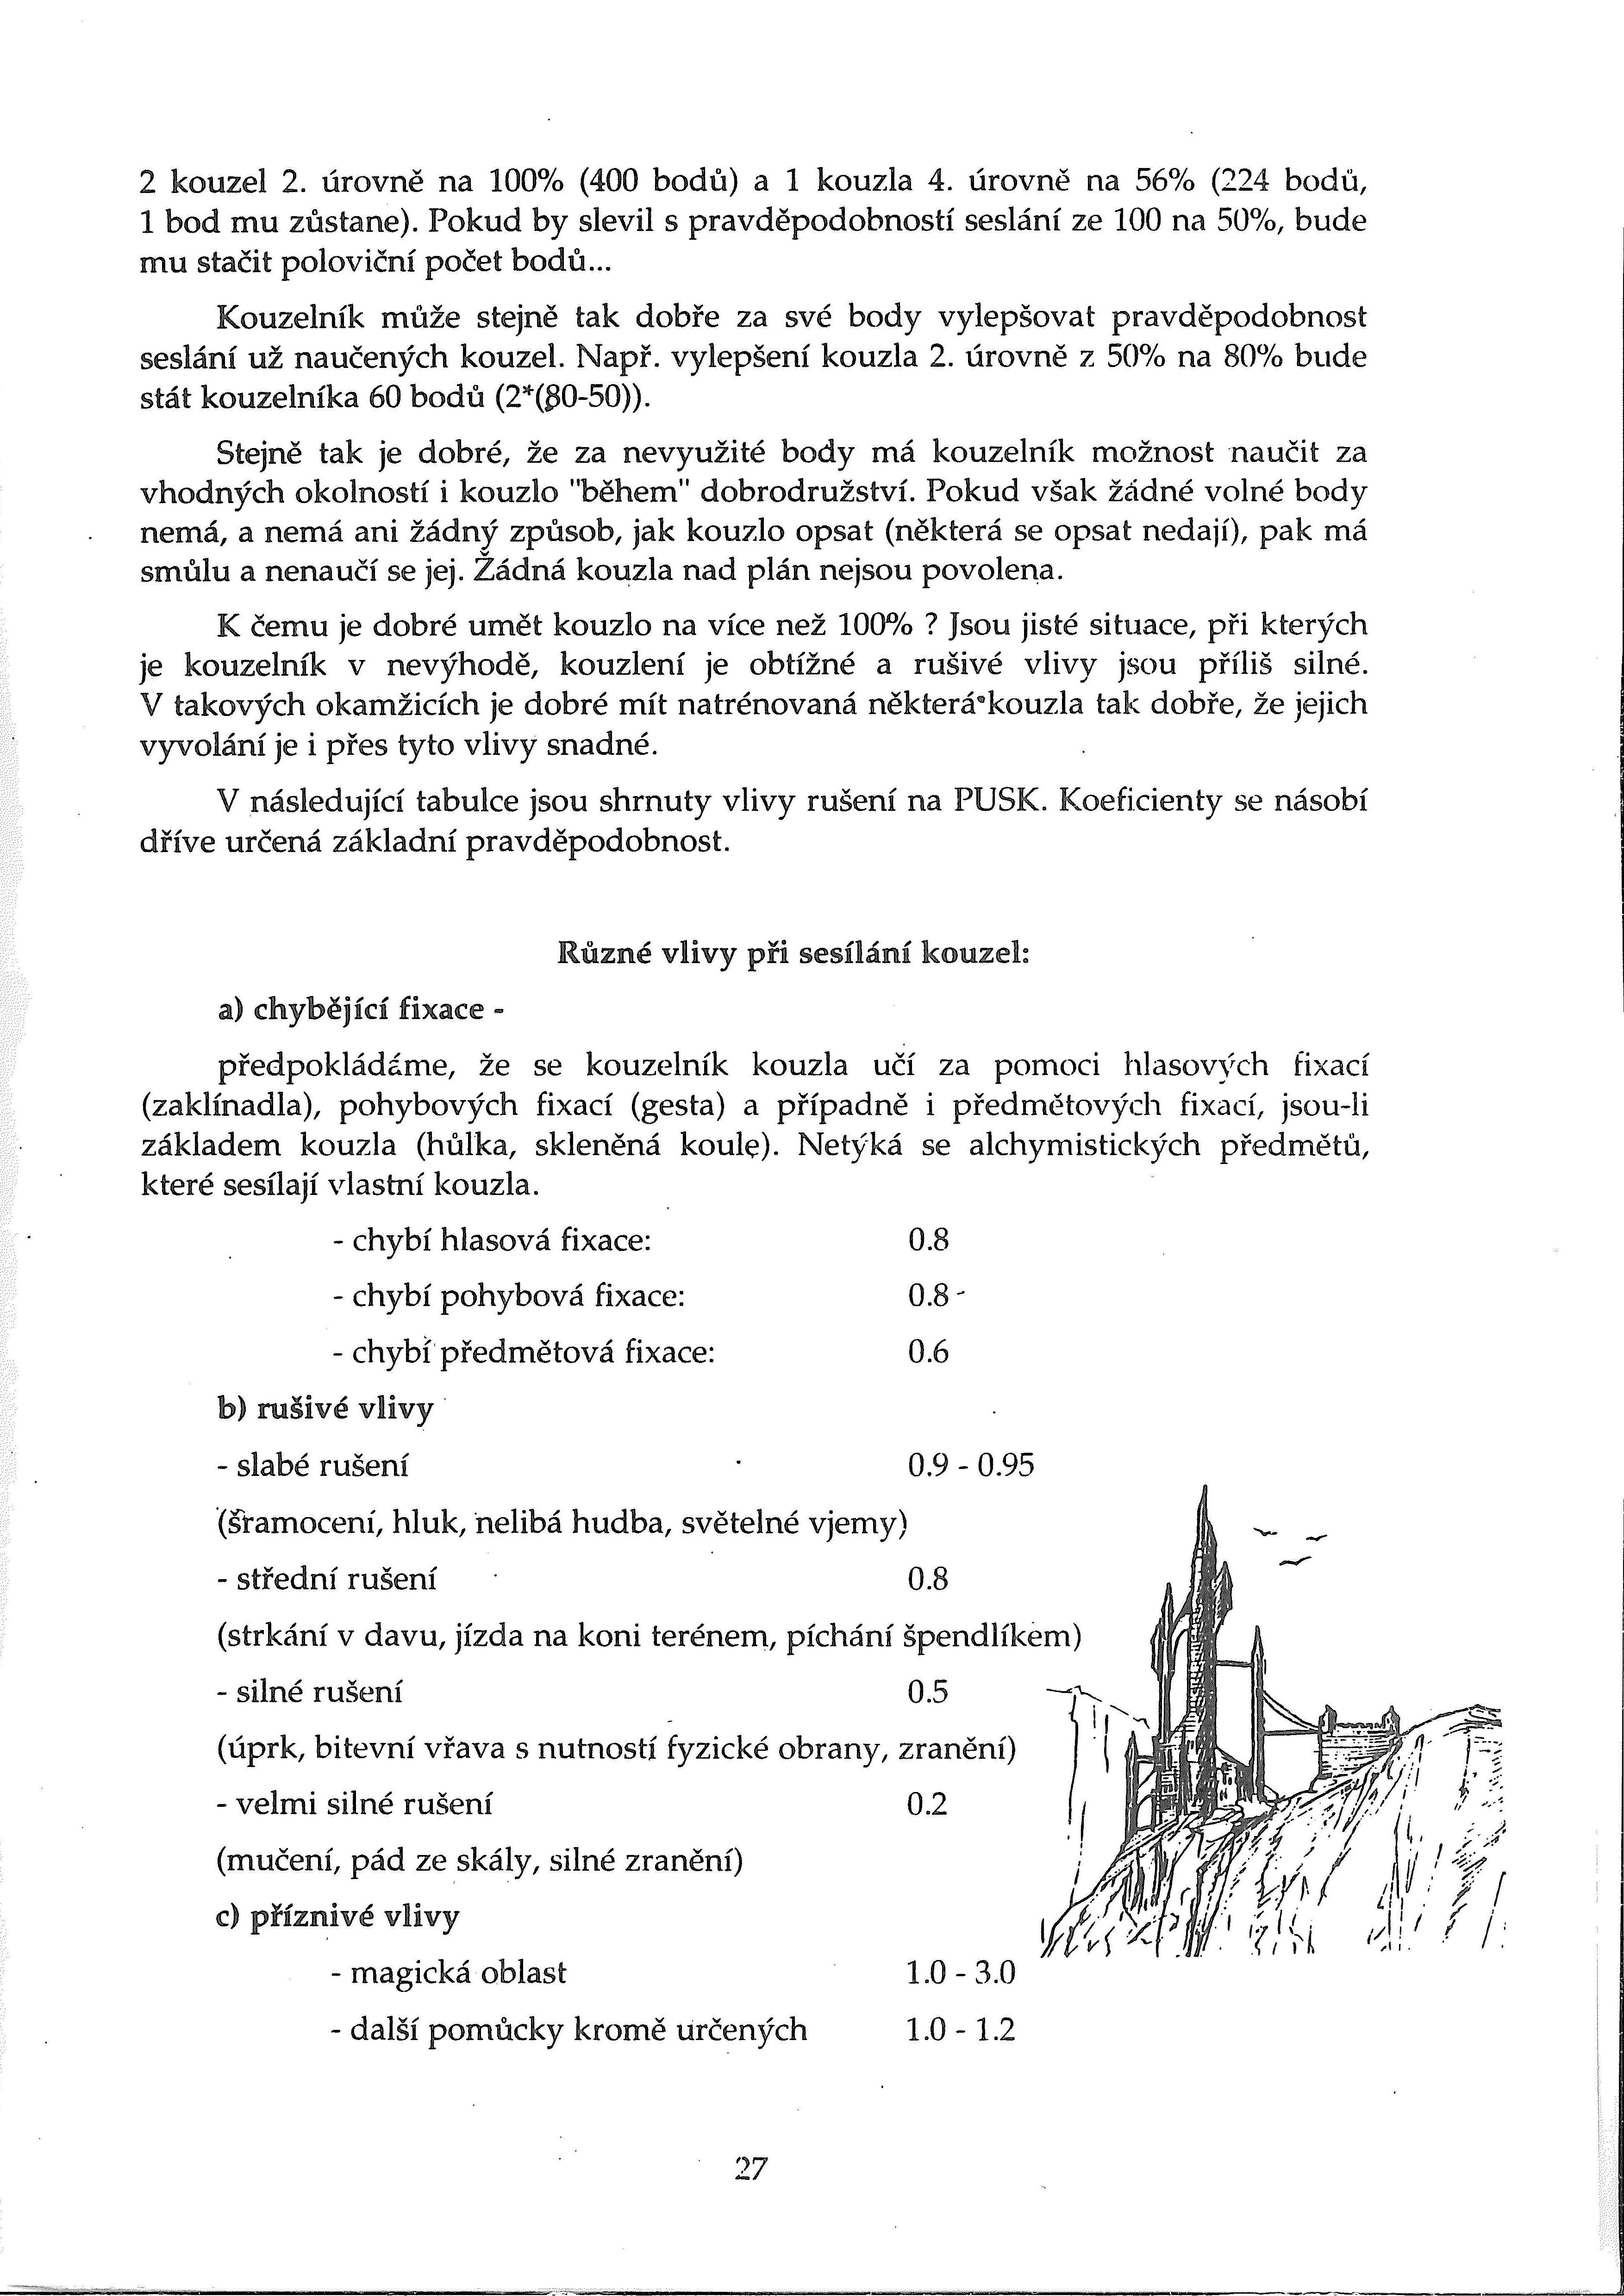 2 kouzel 2. úrovně na 100% (400 bodů) a 1 kouzla 4. úrovně na 56% (224 bodů,
1 bod mu zůstane). Pokud by slevil s pravděpodobností seslání ze 100 na 50%, bude
mu stačit poloviční počet bodů...
Kouzelník může stejně tak dobře za své body vylepšovat pravděpodobnost
seslání už naučených kouzel. Např. vylepšení kouzla 2. úrovně z 50% na 80% bude
stát kouzelníka 60 bodů (2*(80-50)).
Stejně tak je dobré, že za nevyužité body má kouzelník možnost naučit za
vhodných okolností i kouzlo "během" dobrodružství. Pokud však žádné volné body
nemá, a nemá ani žádný způsob, jak kouzlo opsat (některá se opsat nedají), pak má
smůlu a nenaučí se jej. Žádná kouzla nad plán nejsou povolena.
K čemu je dobré umět kouzlo na více než 100% ? Jsou jisté situace, při kterých
je kouzelník v nevýhodě, kouzlení je obtížné a rušivé vlivy jsou příliš silné.
V takových okamžicích je dobré mít natrénovaná některá kouzla tak dobře, že jejich
vyvolání je i přes tyto vlivy snadné.
V následující tabulce jsou shrnuty vlivy rušení na PUSK. Koeficienty se násobí
dříve určená základní pravděpodobnost.
Různé vlivy při sesílání kouzel:
a) chybějící fixace -
předpokládáme, že se kouzelník kouzla učí za pomoci hlasových fixací
(zaklínadla), pohybových fixací (gesta) a případně i předmětových fixací, jsou-li
základem kouzla (hůlka, skleněná koule). Netýká se alchymistických předmětů,
které sesílají vlastní kouzla.
- chybí hlasová fixace: 0.8
- chybí pohybová fixace: 0.8
- chybí předmětová fixace: 0.6
b) rušivé vlivy
- slabé rušení 0.9 - 0.95
(šramocení, hluk, nelibá hudba, světelné vjemy)
- střední rušení 0.8
(strkání v davu, jízda na koni terénem, píchání špendlíkem)
- silné rušení 0.5
(úprk, bitevní vřava s nutností fyzické obrany, zranění)
- velmi silné rušení 0.2
(mučení, pád ze skály, silné zranění)
c) příznivé vlivy
- magická oblast 1.0 - 3.0
- další pomůcky kromě určených 1.0 - 1.2
27